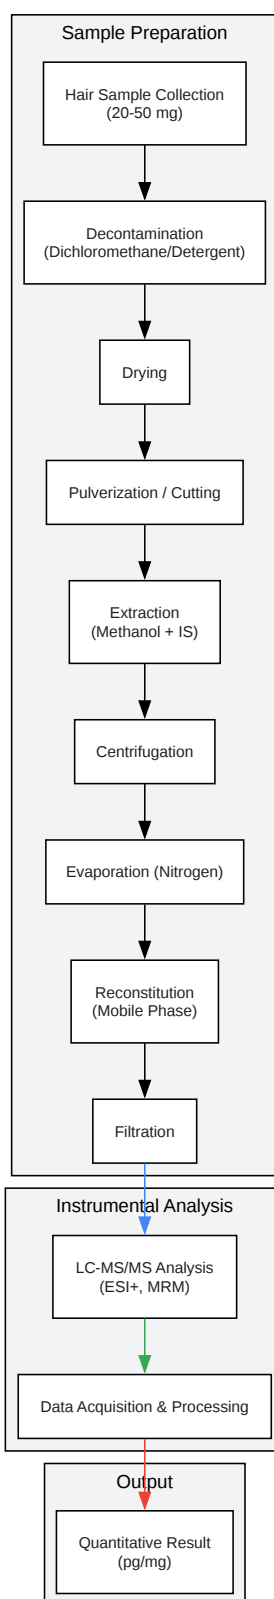 Sample Preparation
Hair Sample Collection
(20-50 mg)
Decontamination
(Dichloromethane/Detergent)
Drying
Pulverization / Cutting
Extraction
(Methanol + IS)
Centrifugation
Evaporation (Nitrogen)
Reconstitution
(Mobile Phase)
Filtration
Instrumental Analysis
LC-MS/MS Analysis
(ESI+, MRM)
Data Acquisition & Processing
Output
Quantitative Result
(pg/mg)